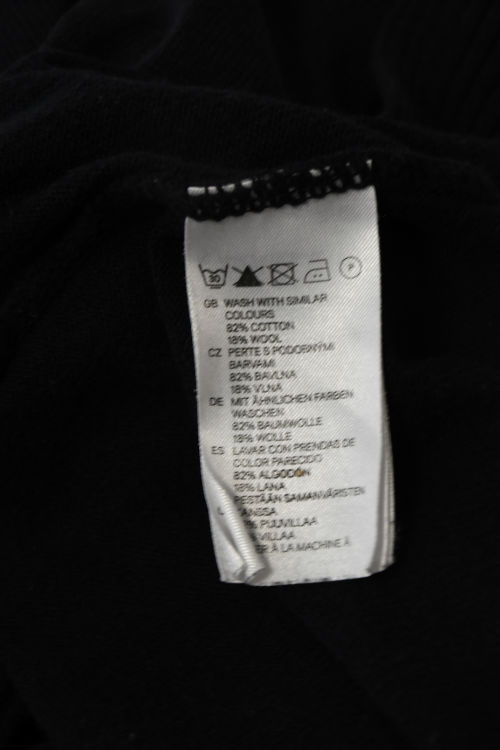 30
P
GB WASH WITH SIMILAR
COLOURS
82% COTTON
18% WOOL
CZ PERTE S PODOBNÝMI
BARVAMI
82% BAVLNA
18% VLNA
DE MIT ÄHNLICHEN FARBEN
WASCHEN
82% BAUMWOLLE
18% WOLLE
ES LAVAR CON PRENDAS DE
COLOR PARECIDO
82% ALGODÓN
18% LANA
PESTÄÄN SAMANVÄRISTEN
% PUUVILLAA
VILLAA
À LA MACHINE À